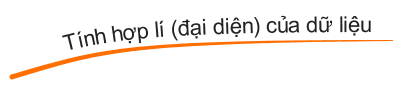 Tính hợp lí (đại diện) của dữ liệu